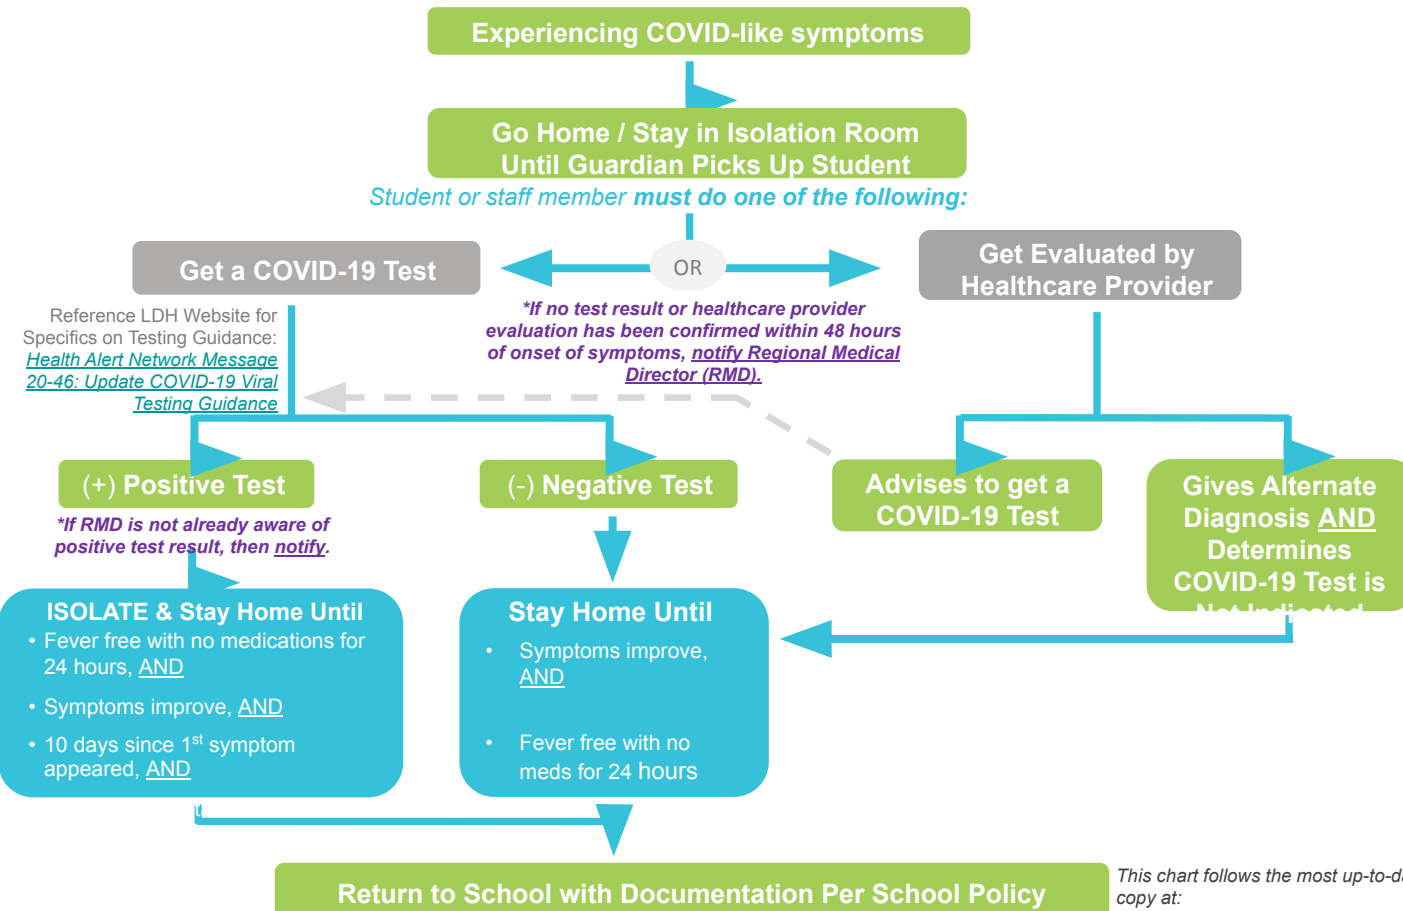 Experiencing COVID-like symptoms
Go Home / Stay in Isolation Room
Until Guardian Picks Up Student
Student or staff member must do one of the following:
Get a COVID-19 Test
OR
Get Evaluated by
Healthcare Provider
Reference LDH Website for
Specifics on Testing Guidance:
Health Alert Network Message
20-46: Update COVID-19 Viral
Testing Guidance
*If no test result or healthcare provider
evaluation has been confirmed within 48 hours
of onset of symptoms, notify Regional Medical
Director (RMD).
(+) Positive Test
(-) Negative Test
Advises to get a
COVID-19 Test
Gives Alternate
Diagnosis AND
Determines
COVID-19 Test is
Not Indicated
*If RMD is not already aware of
positive test result, then notify.
ISOLATE & Stay Home Until
• Fever free with no medications for
24 hours, AND
• Symptoms improve, AND
• 10 days since 1st symptom
appeared, AND
Stay Home Until
• Symptoms improve,
AND
• Fever free with no
meds for 24 hours
Return to School with Documentation Per School Policy
This chart follows the most up-to-da
copy at: